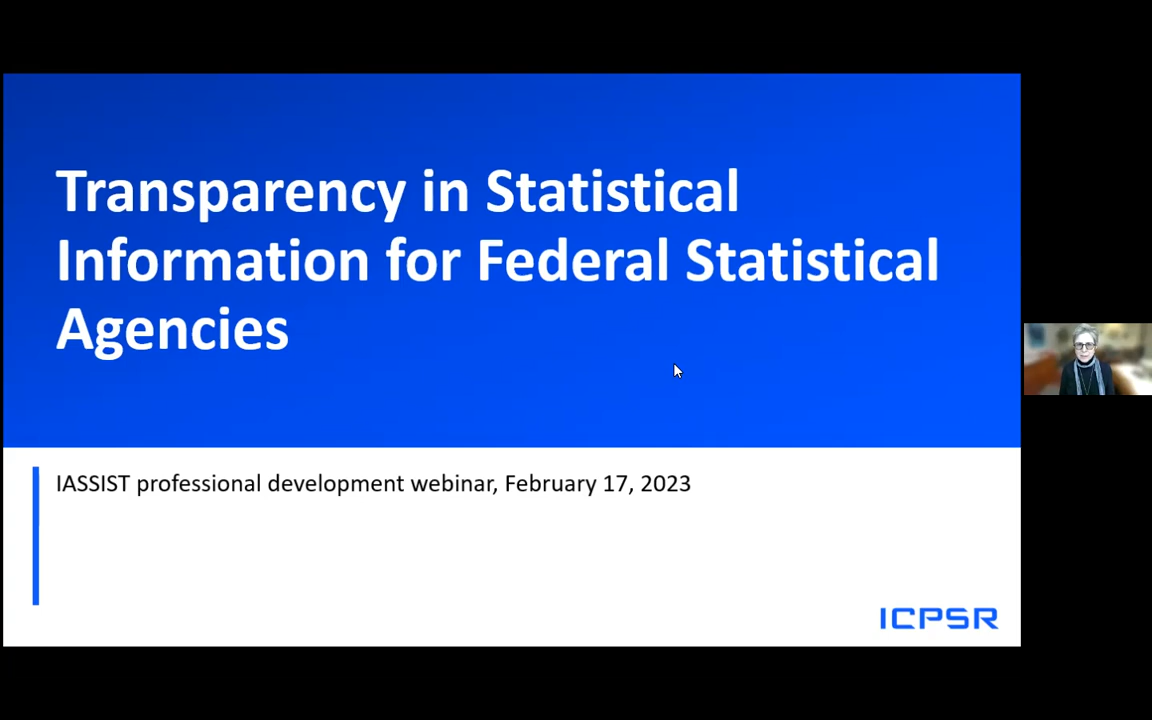 Transparency in Statistical
Information for Federal Statistical
Agencies
IASSIST professional development webinar, February 17, 2023
ICPSR